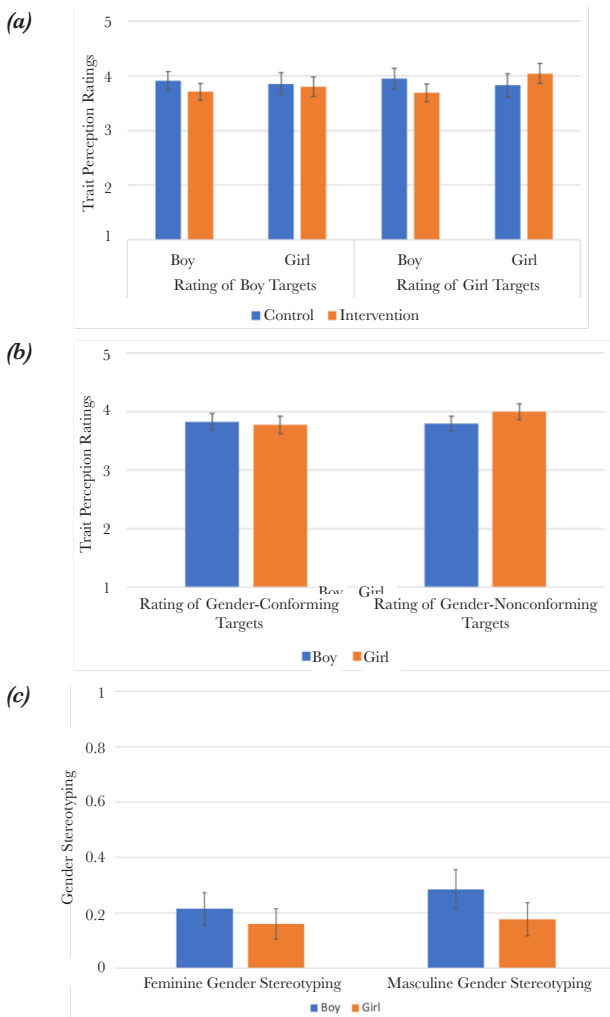 (a)
5
4
3
2
1
Trait Perception Ratings
Boy Girl Boy Girl
Rating of Boy Targets Rating of Girl Targets
Control Intervention
(b)
5
4
3
2
1
Trait Perception Ratings
Boy Girl
Rating of Gender-Conforming Rating of Gender-Nonconforming
Targets Targets
Boy Girl
(c)
1
0.8
0.6
0.4
0.2
0
Gender Stereotyping
Feminine Gender Stereotyping Masculine Gender Stereotyping
Boy Girl